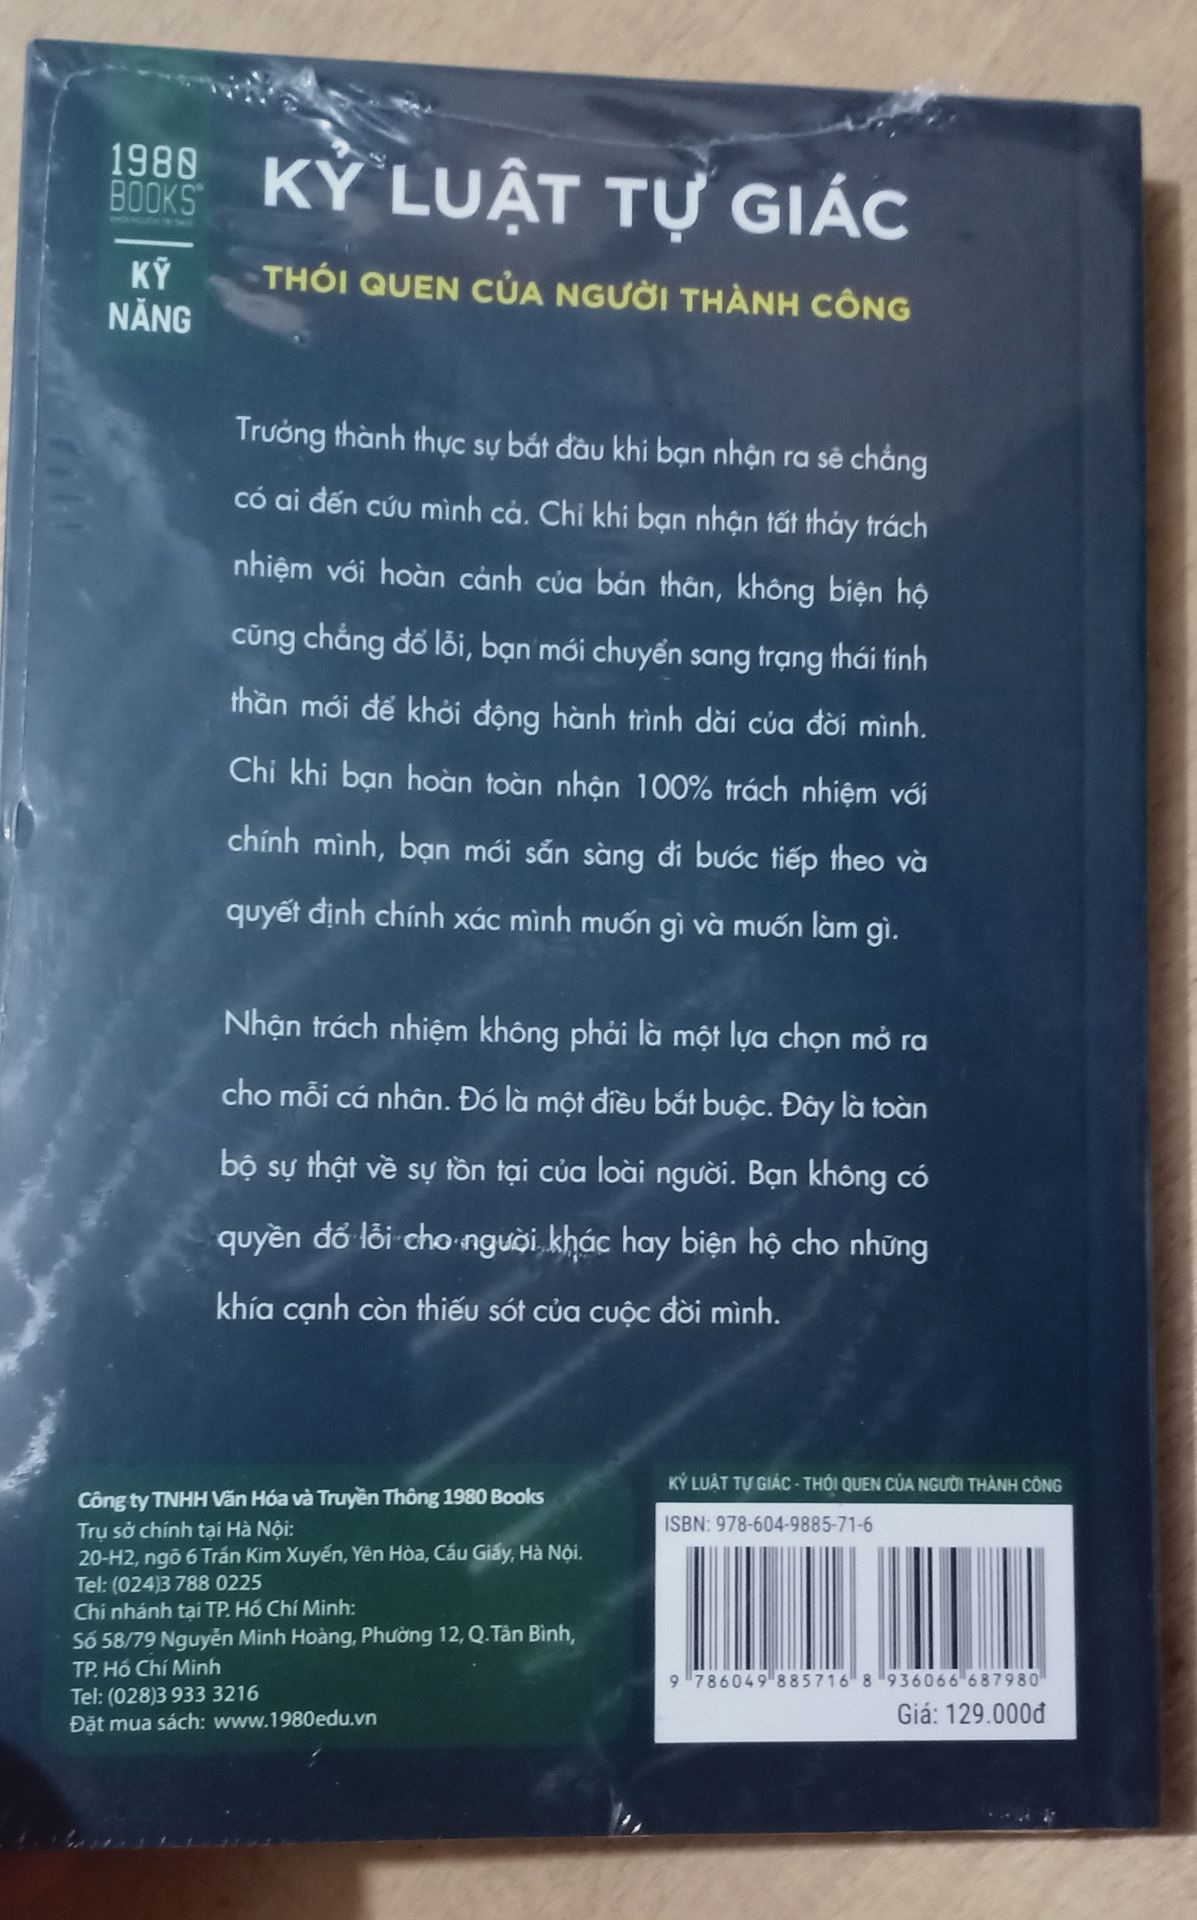 1980
BOOKS®
KỸ
NĂNG
KỶ LUẬT TỰ GIÁC
THÓI QUEN CỦA NGƯỜI THÀNH CÔNG
Trưởng thành thực sự bắt đầu khi bạn nhận ra sẽ chẳng
có ai đến cứu mình cả. Chỉ khi bạn nhận tất thảy trách
nhiệm với hoàn cảnh của bản thân, không biện hộ
cũng chẳng đổ lỗi, bạn mới chuyển sang trạng thái tinh
thần mới để khởi động hành trình dài của đời mình.
Chỉ khi bạn hoàn toàn nhận 100% trách nhiệm với
chính mình, bạn mới sẵn sàng đi bước tiếp theo và
quyết định chính xác mình muốn gì và muốn làm gì.
Nhận trách nhiệm không phải là một lựa chọn mở ra
cho mỗi cá nhân. Đó là một điều bắt buộc. Đây là toàn
bộ sự thật về sự tồn tại của loài người. Bạn không có
quyền đổ lỗi cho người khác hay biện hộ cho những
khía cạnh còn thiếu sót của cuộc đời mình.
Công ty TNHH Văn Hóa và Truyền Thông 1980 Books
Trụ sở chính tại Hà Nội:
20-H2, ngõ 6 Trần Kim Xuyến, Yên Hòa, Cầu Giấy, Hà Nội.
Tel: (024)3 788 0225
Chi nhánh tại TP. Hồ Chí Minh:
Số 58/79 Nguyễn Minh Hoàng, Phường 12, Q.Tân Bình,
TP. Hồ Chí Minh
Tel: (028)3 933 3216
Đặt mua sách: www.1980edu.vn
KỶ LUẬT TỰ GIÁC - THÓI QUEN CỦA NGƯỜI THÀNH CÔNG
ISBN: 978-604-9885-71-6
9 786049 885716 8 936066 687980
Giá: 129.000đ